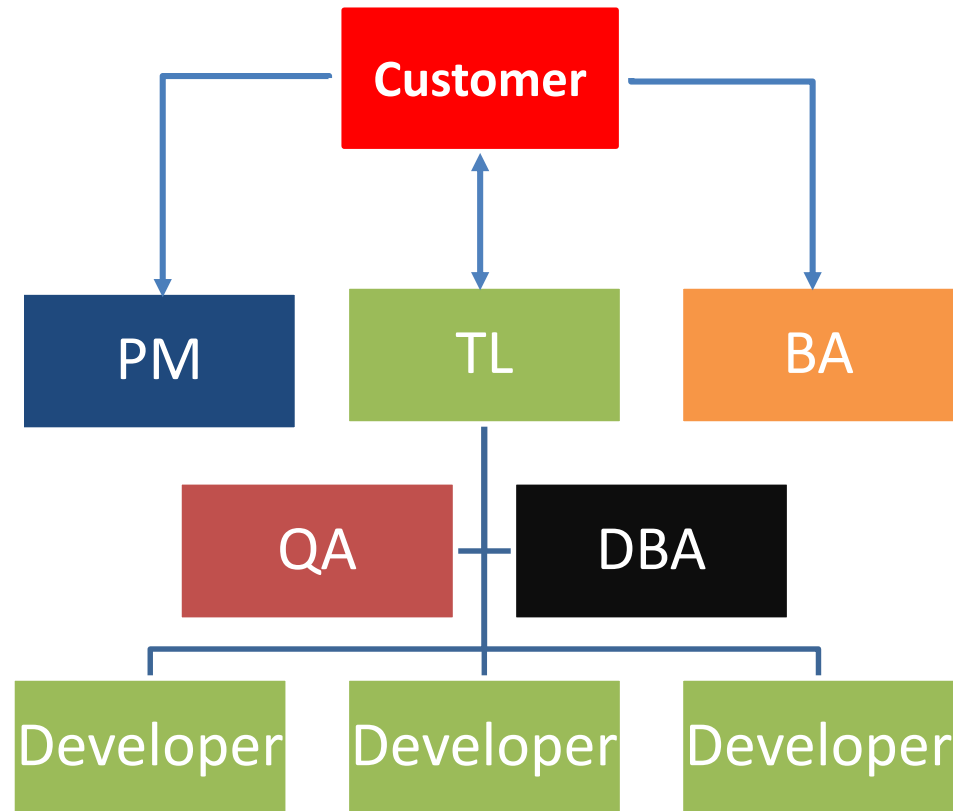 Customer
PM
TL
BA
QA
DBA
Developer
Developer
Developer